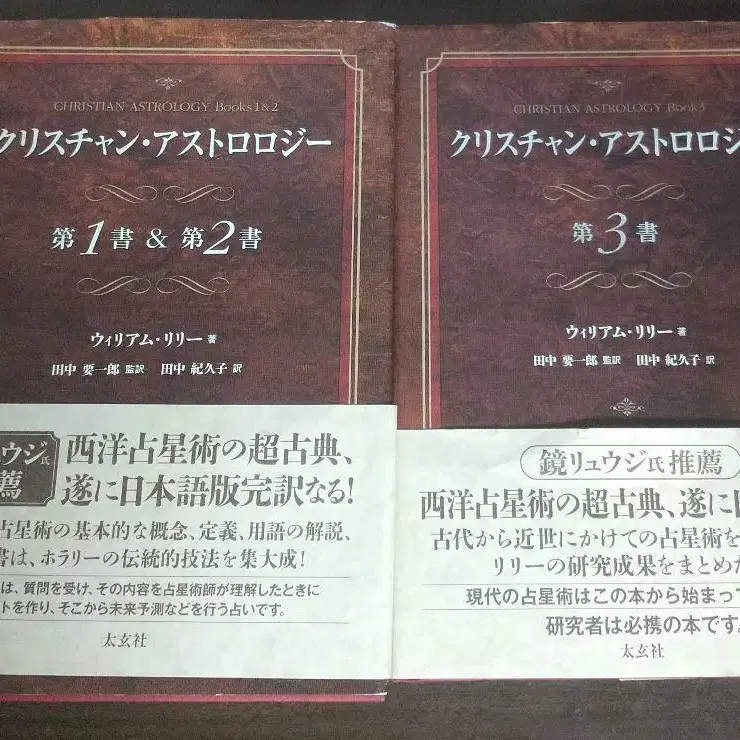 CHRISTIAN ASTROLOGY Books1&2
クリスチャン・アストロロジー
第1書 & 第2書
ウィリアム・リリー 著
田中 要一郎 監訳 田中 紀久子 訳
ュウジ氏
薦
西洋占星術の超古典、
遂に日本語版完訳なる!
占星術の基本的な概念、定義、用語の解説、
書は、ホラリーの伝統的技法を集大成!
は、質問を受け、その内容を占星術師が理解したときに
トを作り、そこから未来予測などを行う占いです。
太玄社
CHRISTIAN ASTROLOGY Book3
クリスチャン・アストロロジ
第3書
ウィリアム・リリー 著
田中 要一郎 監訳 田中 紀久子 訳
鏡リュウジ氏 推薦
西洋占星術の超古典、遂に
古代から近世にかけての占星術を
リリーの研究成果をまとめ
現代の占星術はこの本から始まって
研究者は必携の本です。
太玄社